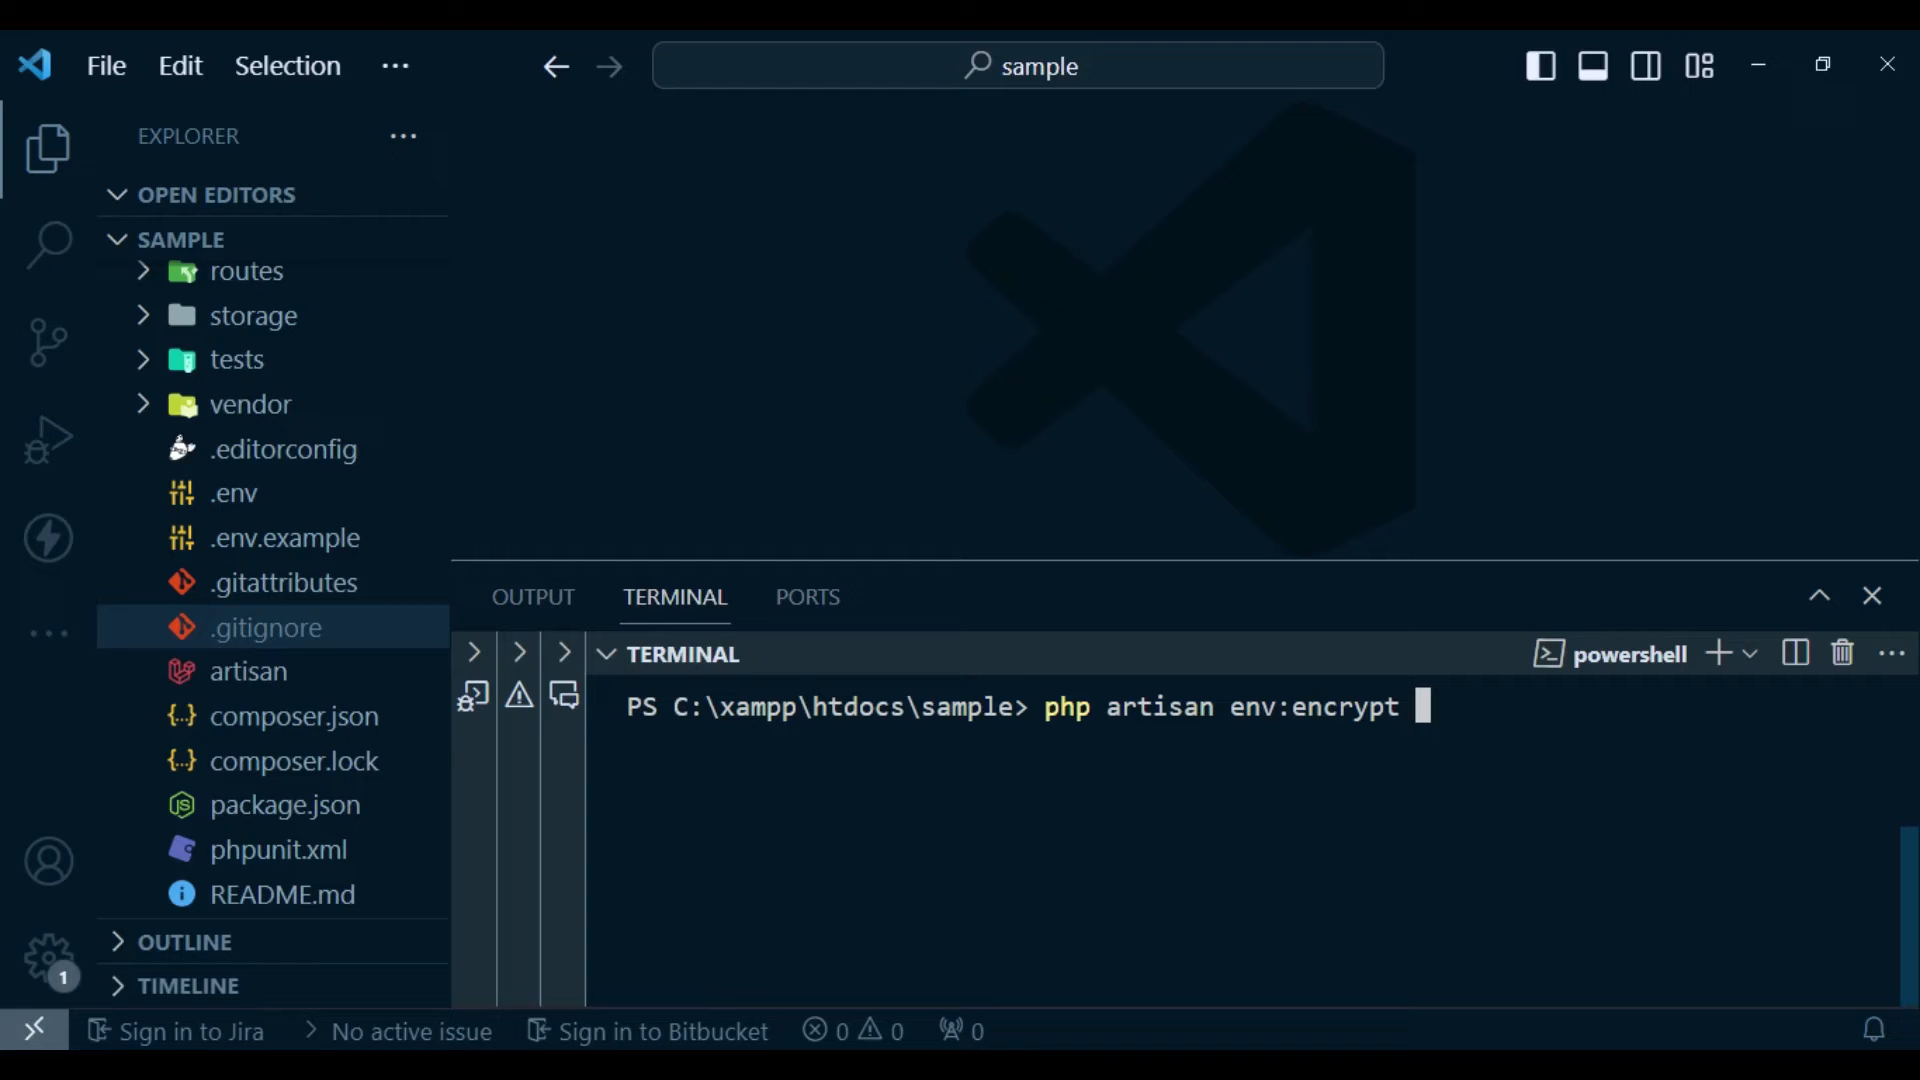 File Edit Selection ···
sample
EXPLORER ···
OPEN EDITORS
SAMPLE
routes
storage
tests
vendor
.editorconfig
.env
.env.example
.gitattributes
.gitignore
artisan
composer.json
composer.lock
package.json
phpunit.xml
README.md
OUTLINE
TIMELINE
1
OUTPUT TERMINAL PORTS
TERMINAL
powershell
PS C:\xampp\htdocs\sample> php artisan env:encrypt
Sign in to Jira No active issue Sign in to Bitbucket 0 0 0